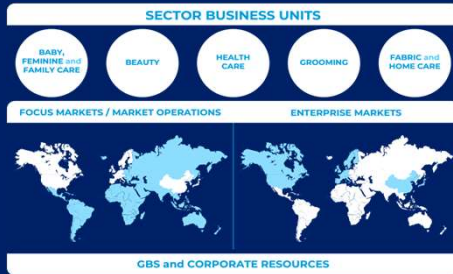 SECTOR BUSINESS UNITS
BABY,
FEMININE and
FAMILY CARE
BEAUTY
HEALTH
CARE
GROOMING
FABRIC and
HOME CARE
FOCUS MARKETS / MARKET OPERATIONS
ENTERPRISE MARKETS
GBS and CORPORATE RESOURCES